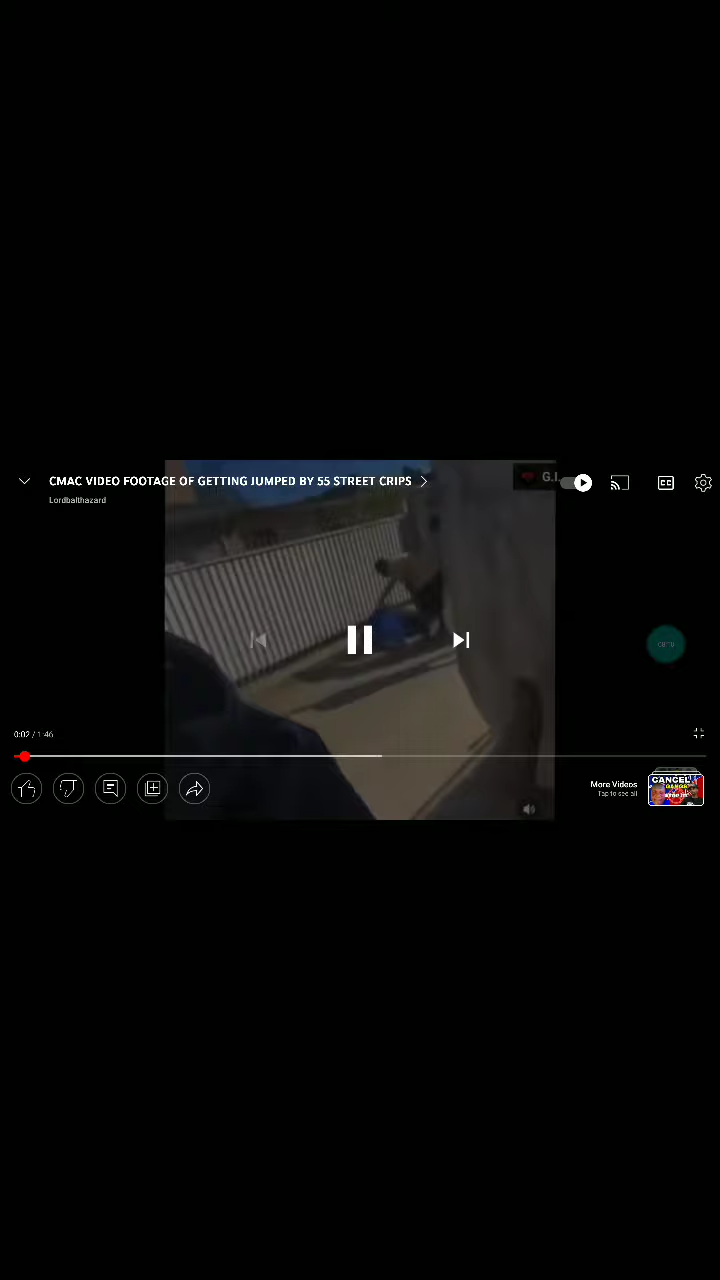 CMAC VIDEO FOOTAGE OF GETTING JUMPED BY 55 STREET CRIPS
Lordbalthazard
G.I.
CC
0:02 / 1:46
More Videos
Tap to see all
CANCEL